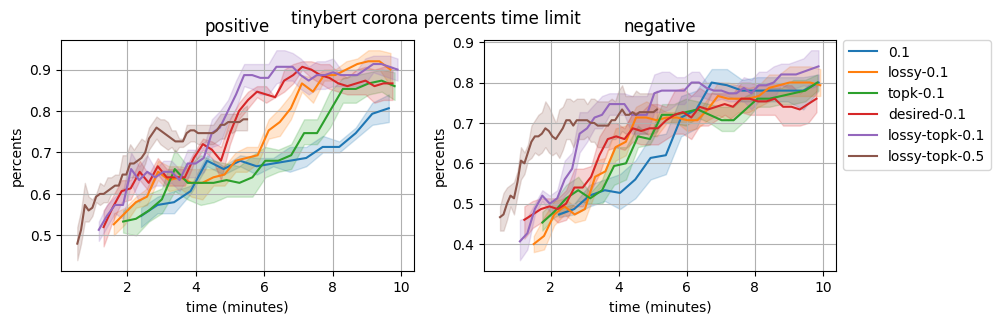 tinybert corona percents time limit
positive
negative
percents
0.9
0.8
0.7
0.6
0.5
2
4
6
8
10
time (minutes)
percents
0.9
0.8
0.7
0.6
0.5
0.4
2
4
6
8
10
time (minutes)
0.1
lossy-0.1
topk-0.1
desired-0.1
lossy-topk-0.1
lossy-topk-0.5